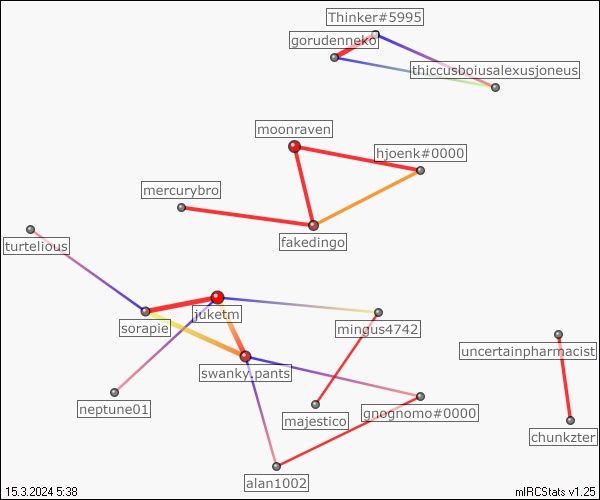 Thinker#5995
gorudenneko
thiccusboiusalexusjoneus
moonraven
hjoenk#0000
mercurybro
fakedingo
turtelious
juketm
sorapie
mingus4742
uncertainpharmacist
swanky.pants
neptune01
majestico
gnognomo#0000
chunkzter
alan1002
15.3.2024 5:38
mIRCStats v1.25